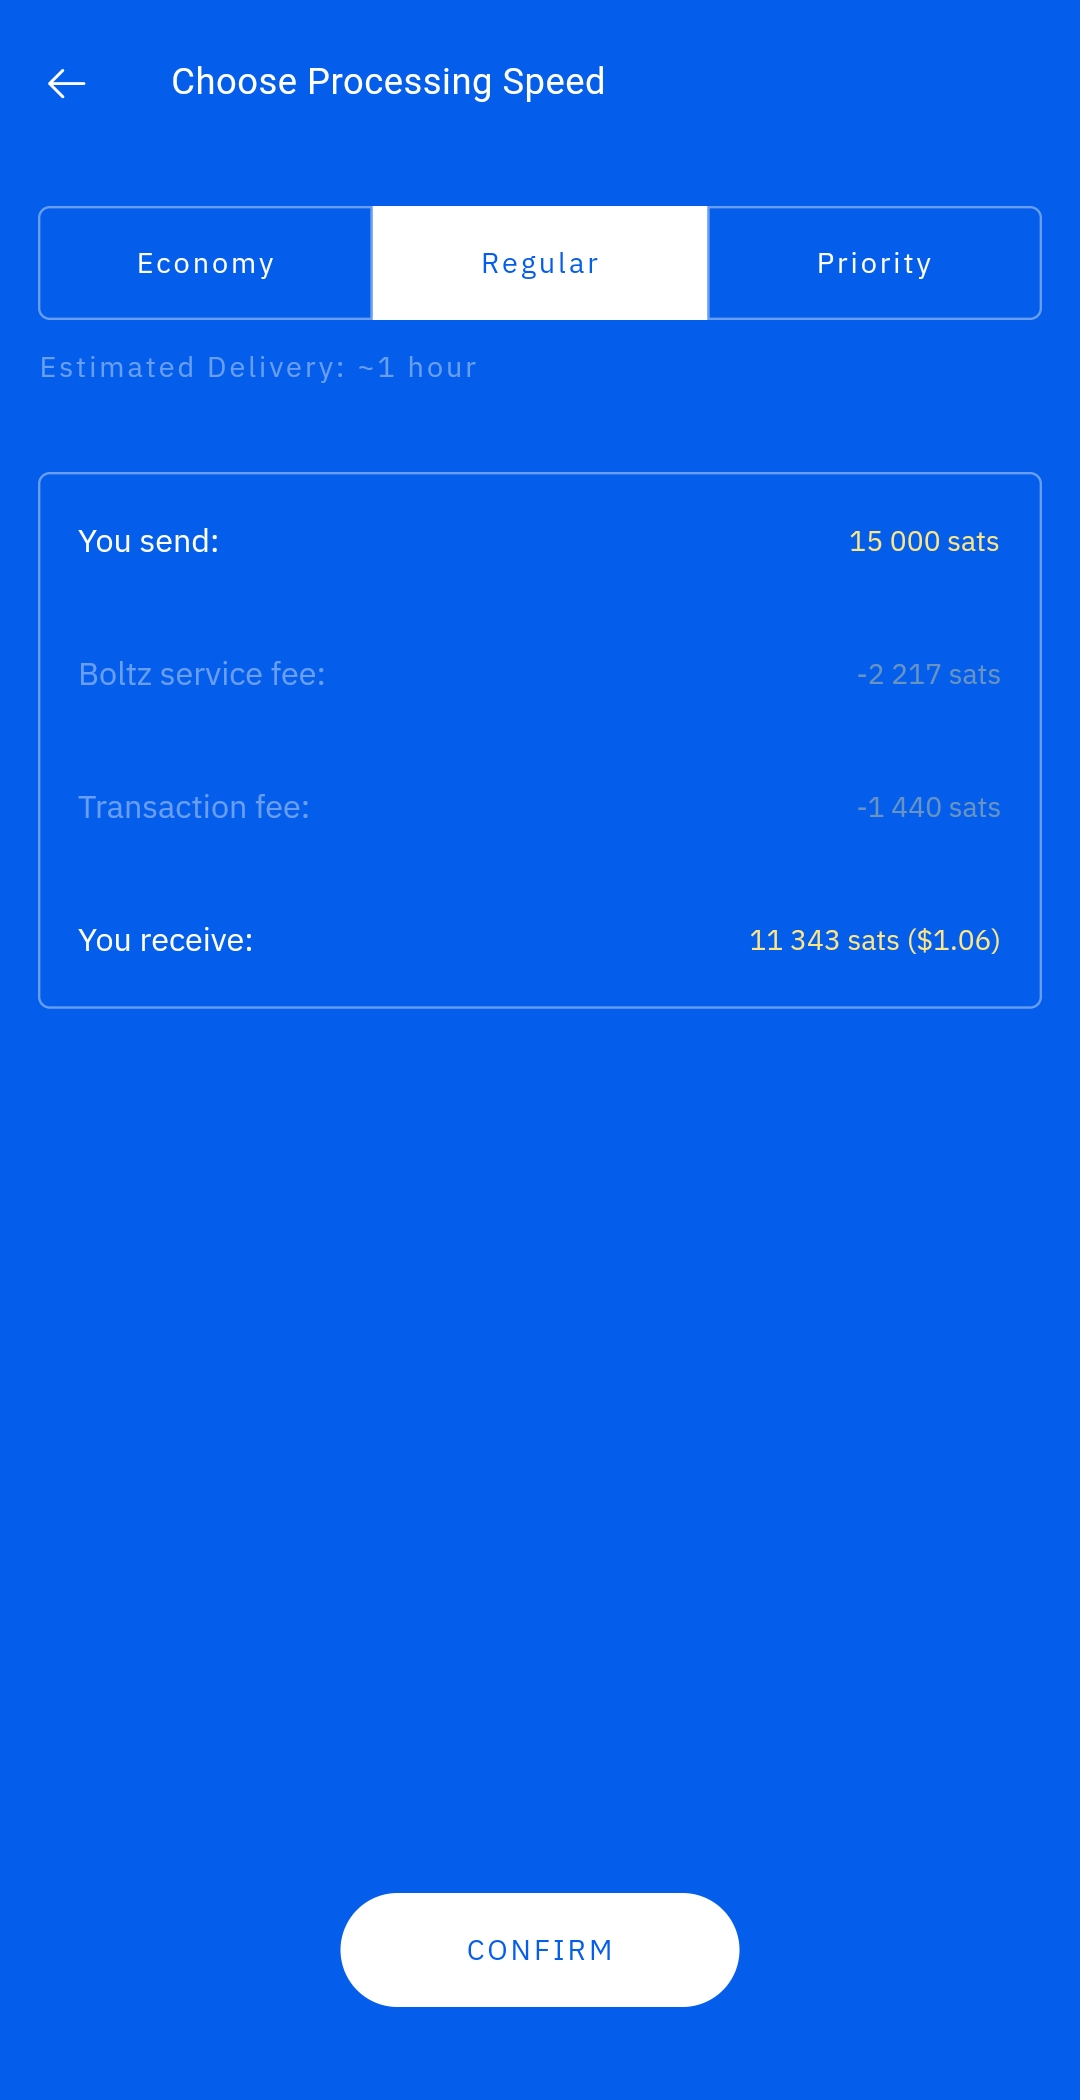 Choose Processing Speed
Economy Regular Priority
Estimated Delivery: ~1 hour
You send: 15 000 sats
Boltz service fee: -2 217 sats
Transaction fee: -1 440 sats
You receive: 11 343 sats ($1.06)
CONFIRM